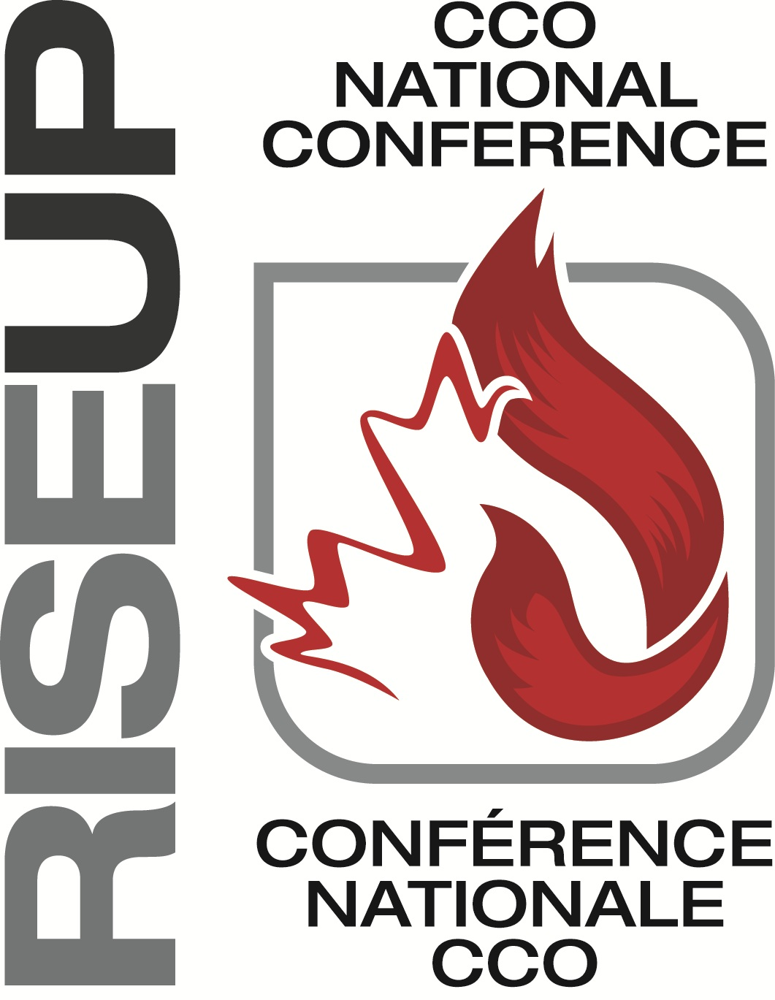 RISEUP
CCO
NATIONAL
CONFERENCE
CONFÉRENCE
NATIONALE
CCO